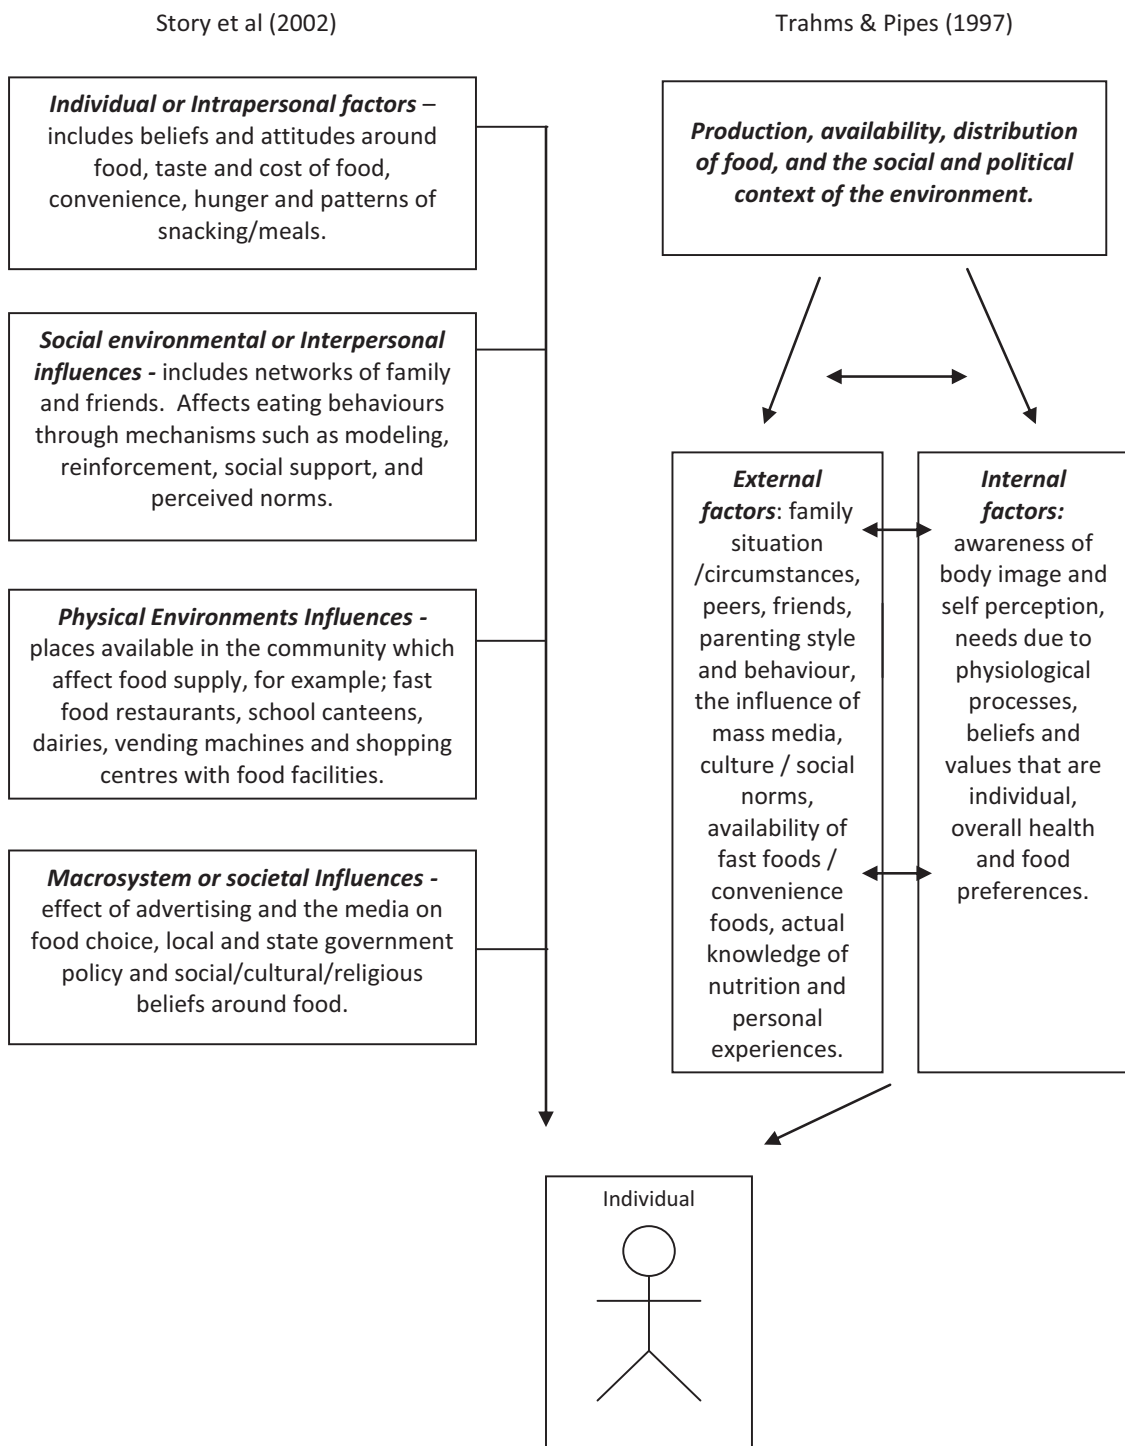 Story et al (2002)
Individual or Intrapersonal factors –
includes beliefs and attitudes around
food, taste and cost of food,
convenience, hunger and patterns of
snacking/meals.
Social environmental or Interpersonal
influences - includes networks of family
and friends.  Affects eating behaviours
through mechanisms such as modeling,
reinforcement, social support, and
perceived norms.
Physical Environments Influences -
places available in the community which
affect food supply, for example; fast
food restaurants, school canteens,
dairies, vending machines and shopping
centres with food facilities.
Macrosystem or societal Influences -
effect of advertising and the media on
food choice, local and state government
policy and social/cultural/religious
beliefs around food.
Trahms & Pipes (1997)
Production, availability, distribution
of food, and the social and political
context of the environment.
External
factors: family
situation
/circumstances,
peers, friends,
parenting style
and behaviour,
the influence of
mass media,
culture / social
norms,
availability of
fast foods /
convenience
foods, actual
knowledge of
nutrition and
personal
experiences.
Internal
factors:
awareness of
body image and
self perception,
needs due to
physiological
processes,
beliefs and
values that are
individual,
overall health
and food
preferences.
Individual